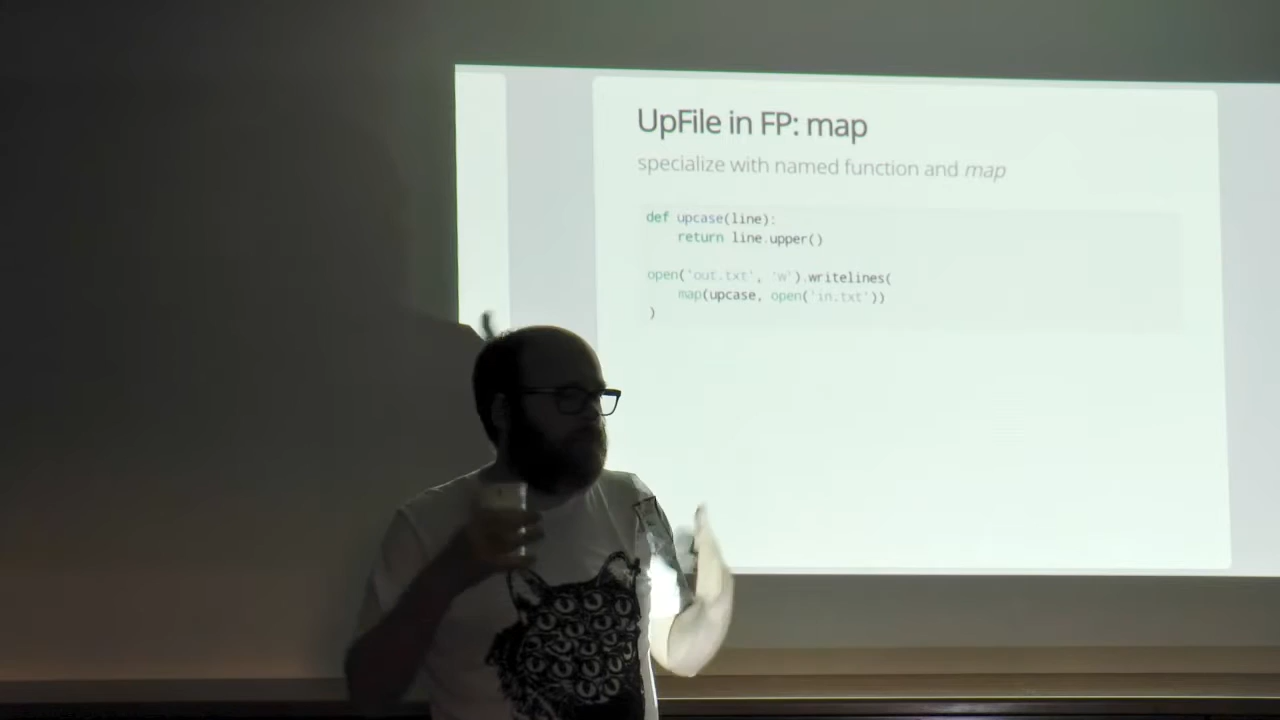 UpFile in FP: map
specialize with named function and map
def upcase(line):
    return line.upper()
open('out.txt', 'w').writelines(
    map(upcase, open('in.txt'))
)